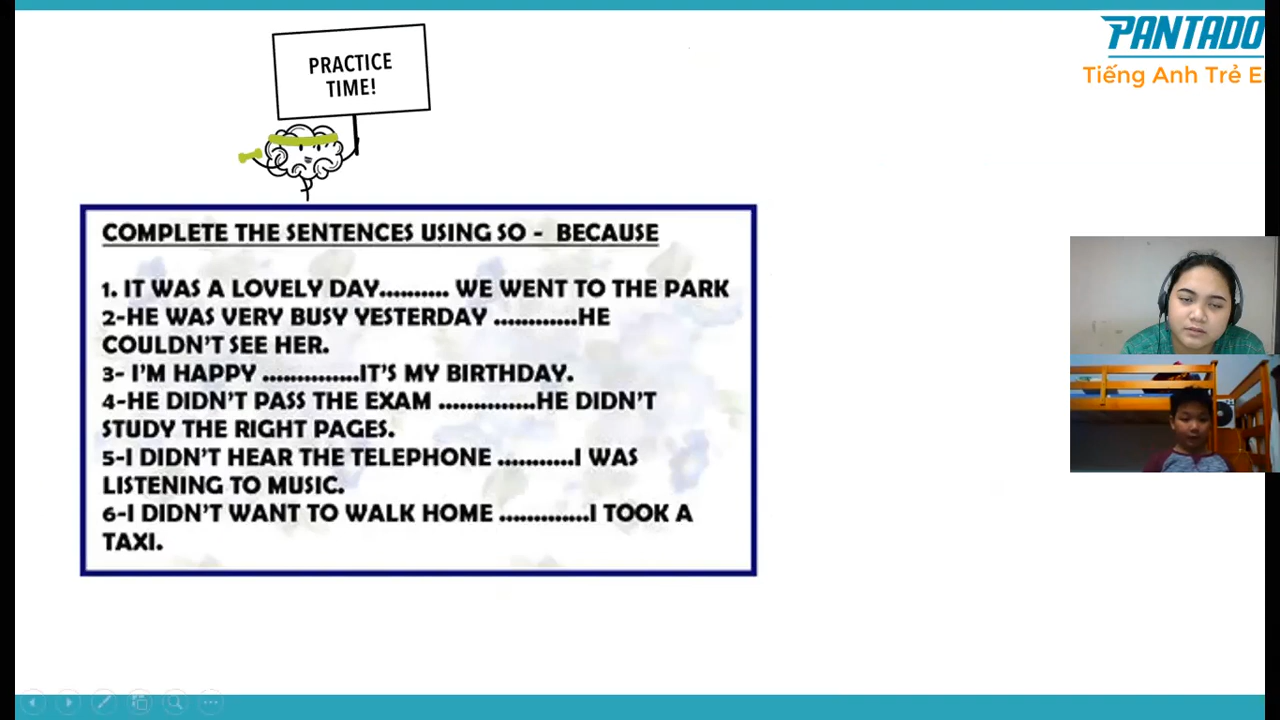 PRACTICE
TIME!
PANTADO
Tiếng Anh Trẻ
COMPLETE THE SENTENCES USING SO - BECAUSE
1. IT WAS A LOVELY DAY.......... WE WENT TO THE PARK
2-HE WAS VERY BUSY YESTERDAY ............HE
COULDN'T SEE HER.
3- I'M HAPPY ..............IT'S MY BIRTHDAY.
4-HE DIDN'T PASS THE EXAM ..............HE DIDN'T
STUDY THE RIGHT PAGES.
5-I DIDN'T HEAR THE TELEPHONE ...........I WAS
LISTENING TO MUSIC.
6-I DIDN'T WANT TO WALK HOME .............I TOOK A
TAXI.